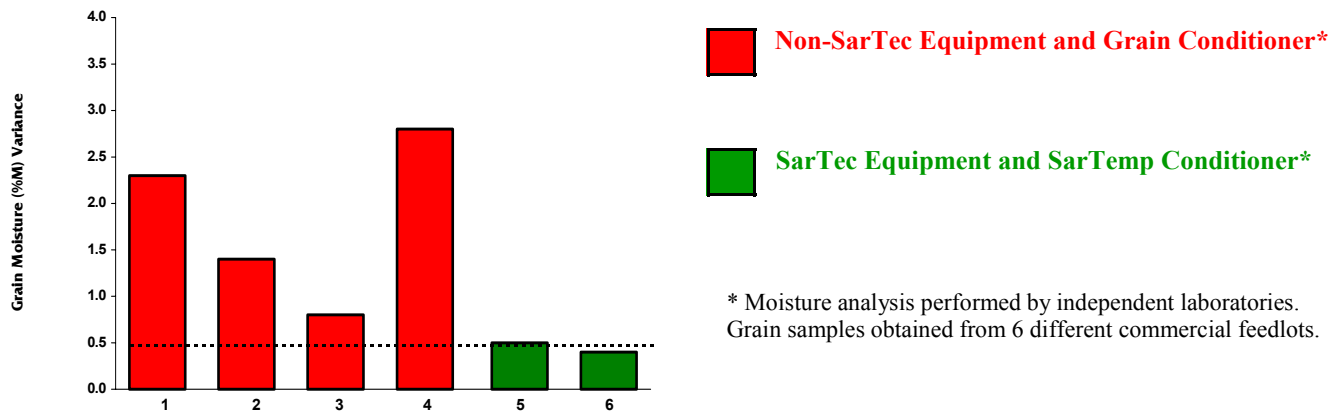 Grain Moisture (%M) Variance
4.0
3.5
3.0
2.5
2.0
1.5
1.0
0.5
0.0
1 2 3 4 5 6
Non-SarTec Equipment and Grain Conditioner*
SarTec Equipment and SarTemp Conditioner*
* Moisture analysis performed by independent laboratories.
Grain samples obtained from 6 different commercial feedlots.